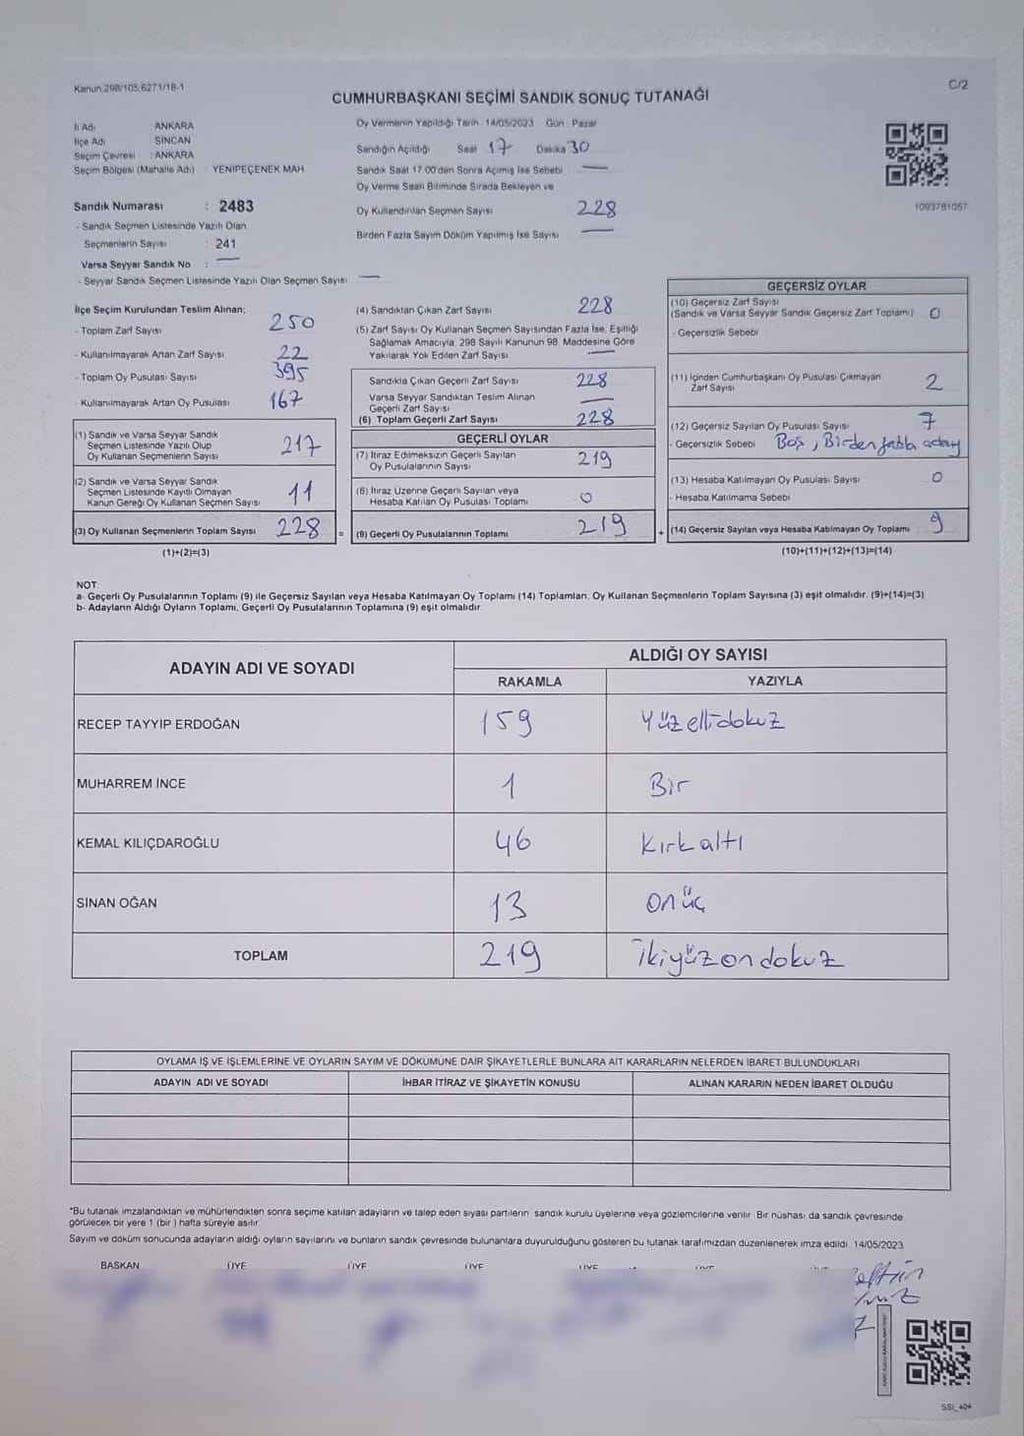 Kanun 298/105,6271/18-1
C/2
CUMHURBAŞKANI SEÇİMİ SANDIK SONUÇ TUTANAĞI
İl Adı : ANKARA
İlçe Adı : SİNCAN
Seçim Çevresi : ANKARA
Seçim Bölgesi (Mahalle Adı) : YENİPEÇENEK MAH.
Sandık Numarası : 2483
- Sandık Seçmen Listesinde Yazılı Olan
Seçmenlerin Sayısı : 241
Varsa Seyyar Sandık No : —
- Seyyar Sandık Seçmen Listesinde Yazılı Olan Seçmen Sayısı —
Oy Vermenin Yapıldığı Tarih 14/05/2023 Gün : Pazar
Sandığın Açıldığı Saat 17 Dakika 30
Sandık Saat 17.00'den Sonra Açımış İse Sebebi —
Oy Verme Saati Bitiminde Sırada Bekleyen ve
Oy Kullandırılan Seçmen Sayısı 228
Birden Fazla Sayım Döküm Yapılmış İse Sayısı —
1093781057
İlçe Seçim Kurulundan Teslim Alınan;
- Toplam Zarf Sayısı 250
- Kullanılmayarak Artan Zarf Sayısı 22
- Toplam Oy Pusulası Sayısı 395
- Kullanılmayarak Artan Oy Pusulası 167
(1) Sandık ve Varsa Seyyar Sandık
Seçmen Listesinde Yazılı Olup
Oy Kullanan Seçmenlerin Sayısı 217
(2) Sandık ve Varsa Seyyar Sandık
Seçmen Listesinde Kayıtlı Olmayan
Kanun Gereği Oy Kullanan Seçmen Sayısı 11
(3) Oy Kullanan Seçmenlerin Toplam Sayısı 228 =
(1)+(2)=(3)
(4) Sandıktan Çıkan Zarf Sayısı 228
(5) Zarf Sayısı Oy Kullanan Seçmen Sayısından Fazla İse, Eşitliği
Sağlamak Amacıyla, 298 Sayılı Kanunun 98. Maddesine Göre
Yakılarak Yok Edilen Zarf Sayısı —
Sandıkta Çıkan Geçerli Zarf Sayısı 228
Varsa Seyyar Sandıktan Teslim Alınan
Geçerli Zarf Sayısı —
(6) Toplam Geçerli Zarf Sayısı 228
GEÇERLİ OYLAR
(7) İtiraz Edilmeksizin Geçerli Sayılan
Oy Pusulalarının Sayısı 219
(8) İtiraz Üzerine Geçerli Sayılan veya
Hesaba Katılan Oy Pusulası Toplamı 0
(9) Geçerli Oy Pusulalarının Toplamı 219 +
GEÇERSİZ OYLAR
(10) Geçersiz Zarf Sayısı
(Sandık ve Varsa Seyyar Sandık Geçersiz Zarf Toplamı) 0
- Geçersizlik Sebebi
(11) İçinden Cumhurbaşkanı Oy Pusulası Çıkmayan
Zarf Sayısı 2
(12) Geçersiz Sayılan Oy Pusulası Sayısı 7
- Geçersizlik Sebebi Boş, Birden fazla aday
(13) Hesaba Katılmayan Oy Pusulası Sayısı 0
- Hesaba Katılmama Sebebi
(14) Geçersiz Sayılan veya Hesaba Katılmayan Oy Toplamı 9
(10)+(11)+(12)+(13)=(14)
NOT:
a- Geçerli Oy Pusulalarının Toplamı (9) ile Geçersiz Sayılan veya Hesaba Katılmayan Oy Toplamı (14) Toplamları, Oy Kullanan Seçmenlerin Toplam Sayısına (3) eşit olmalıdır. (9)+(14)=(3)
b- Adayların Aldığı Oyların Toplamı, Geçerli Oy Pusulalarının Toplamına (9) eşit olmalıdır.
ADAYIN ADI VE SOYADI
ALDIĞI OY SAYISI
RAKAMLA YAZIYLA
RECEP TAYYIP ERDOĞAN 159 Yüzellidokuz
MUHARREM İNCE 1 Bir
KEMAL KILIÇDAROĞLU 46 Kırkaltı
SİNAN OĞAN 13 onüç
TOPLAM 219 İkiyüzondokuz
OYLAMA İŞ VE İŞLEMLERİNE VE OYLARIN SAYIM VE DÖKÜMÜNE DAİR ŞİKAYETLERLE BUNLARA AİT KARARLARIN NELERDEN İBARET BULUNDUKLARI
ADAYIN ADI VE SOYADI İHBAR İTİRAZ VE ŞİKAYETİN KONUSU ALINAN KARARIN NEDEN İBARET OLDUĞU
*Bu tutanak imzalandıktan ve mühürlendikten sonra seçime katılan adayların ve talep eden siyasi partilerin sandık kurulu üyelerine veya gözlemcilerine verilir. Bir nüshası da sandık çevresinde
görülecek bir yere 1 (bir) hafta süreyle asılır.
Sayım ve döküm sonucunda adayların aldığı oyların sayılarını ve bunların sandık çevresinde bulunanlara duyurulduğunu gösteren bu tutanak tarafımızdan düzenlenerek imza edildi. 14/05/2023
BAŞKAN ÜYE ÜYE ÜYE ÜYE